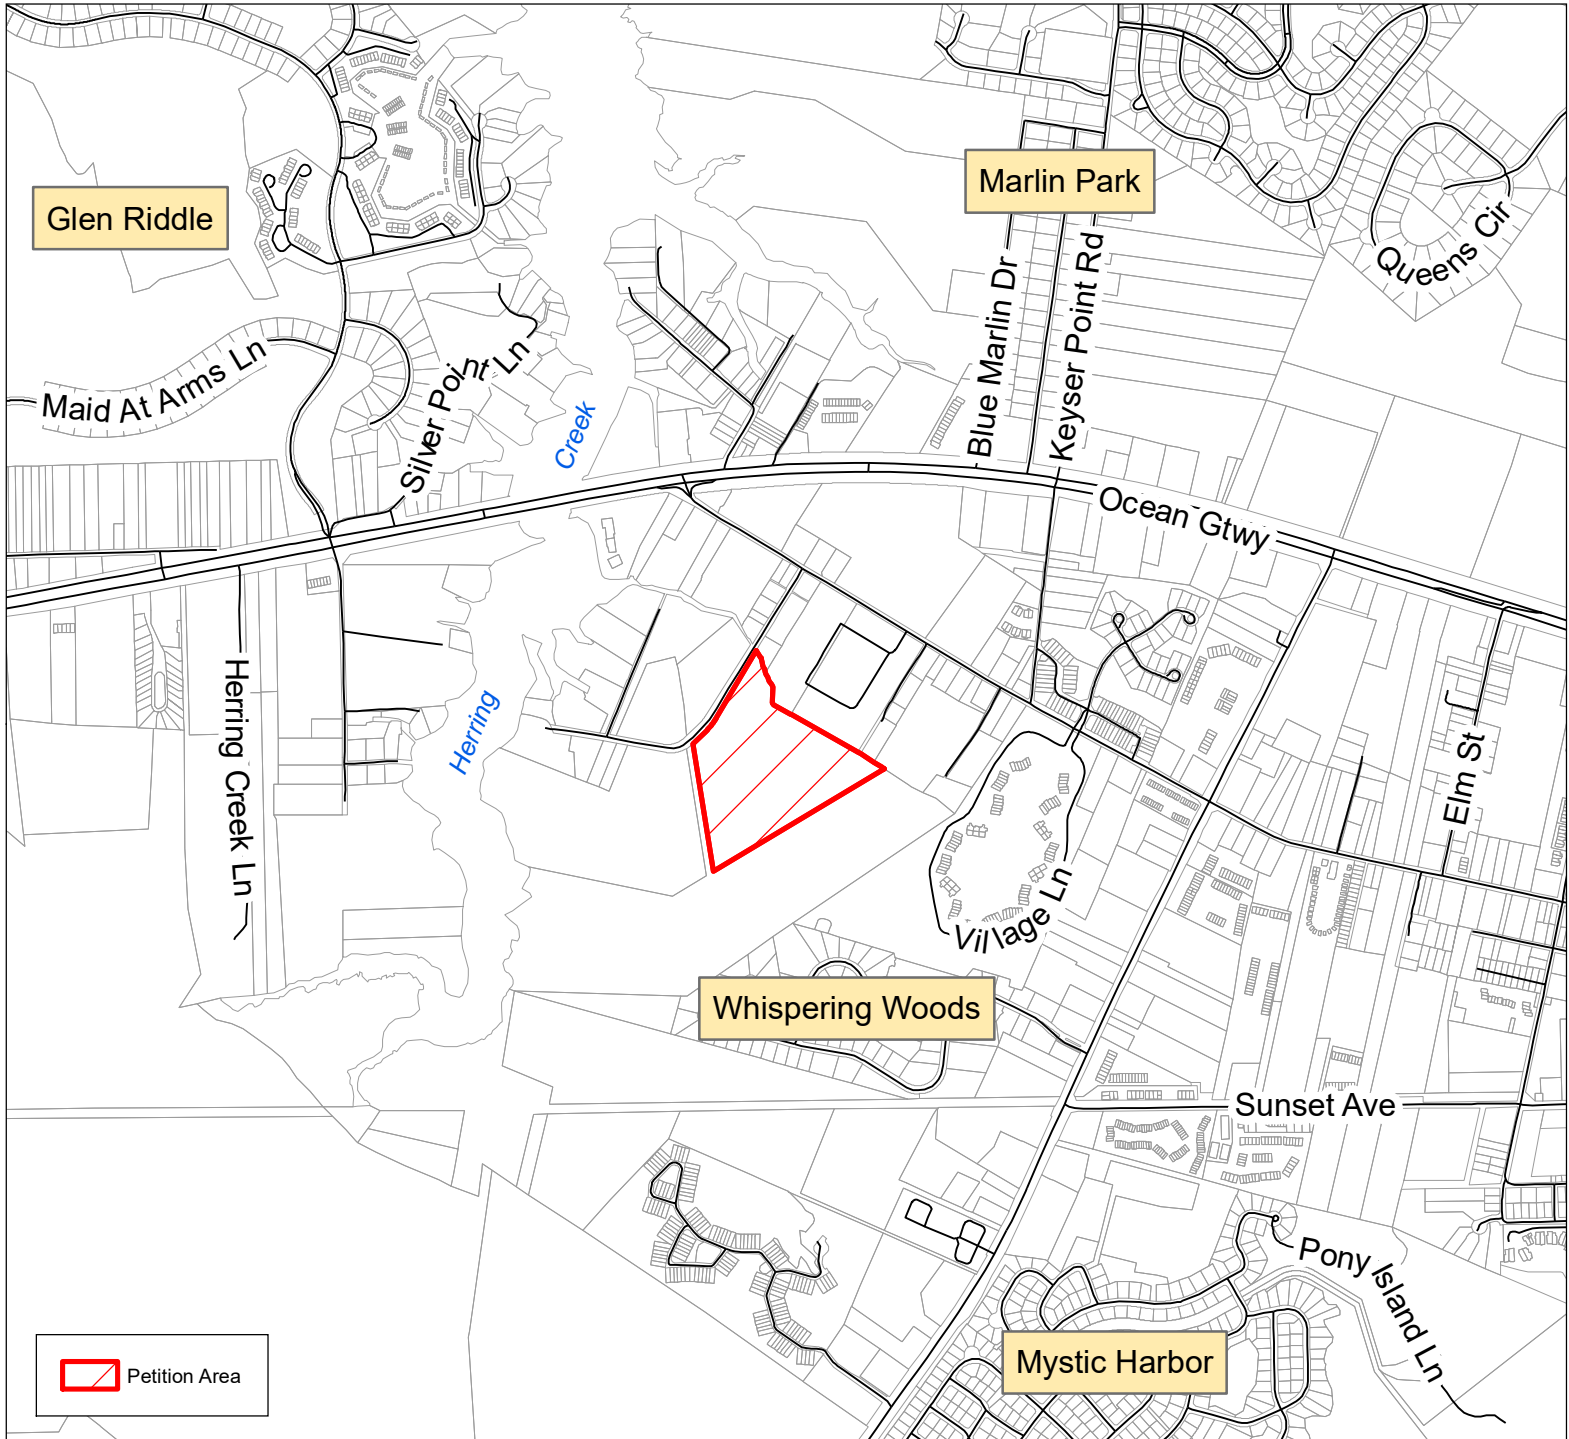 Marlin Park
Glen Riddle
Queens Cir
Blue Marlin Dr
Keyser Point Rd
Maid At Arms Ln
Silver Point Ln
Creek
Ocean Gtwy
Herring Creek Ln
Herring
Elm St
Village Ln
Whispering Woods
Sunset Ave
Pony Island Ln
Mystic Harbor
Petition Area